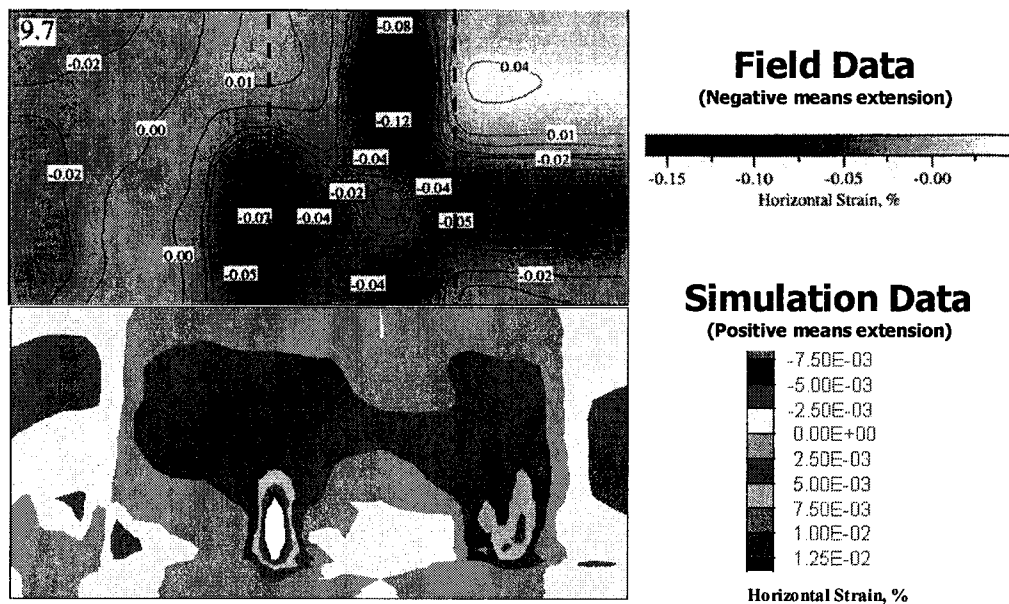 9.7
-0.08
-0.02
0.04
0.01
0.00
-0.12
0.01
-0.04
-0.02
-0.02
-0.02
-0.04
-0.02
-0.04
-0.05
0.00
-0.05
-0.04
-0.02
Field Data
(Negative means extension)
-0.15 -0.10 -0.05 -0.00
Horizontal Strain, %
Simulation Data
(Positive means extension)
-7.50E-03
-5.00E-03
-2.50E-03
0.00E+00
2.50E-03
5.00E-03
7.50E-03
1.00E-02
1.25E-02
Horizontal Strain, %